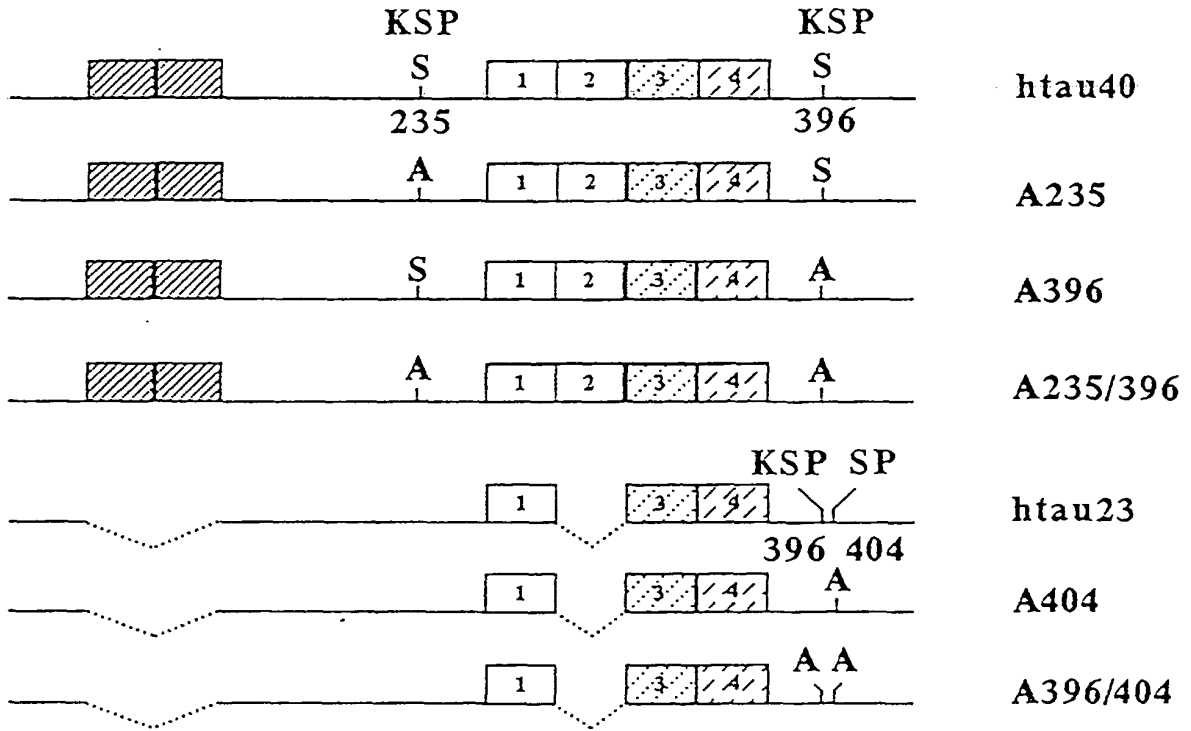 KSP KSP
S 1 2 3 4 S htau40
235 396
A 1 2 3 4 S A235
S 1 2 3 4 A A396
A 1 2 3 4 A A235/396
KSP SP
1 3 4 htau23
396 404
1 3 4 A A404
1 3 4 A A A396/404